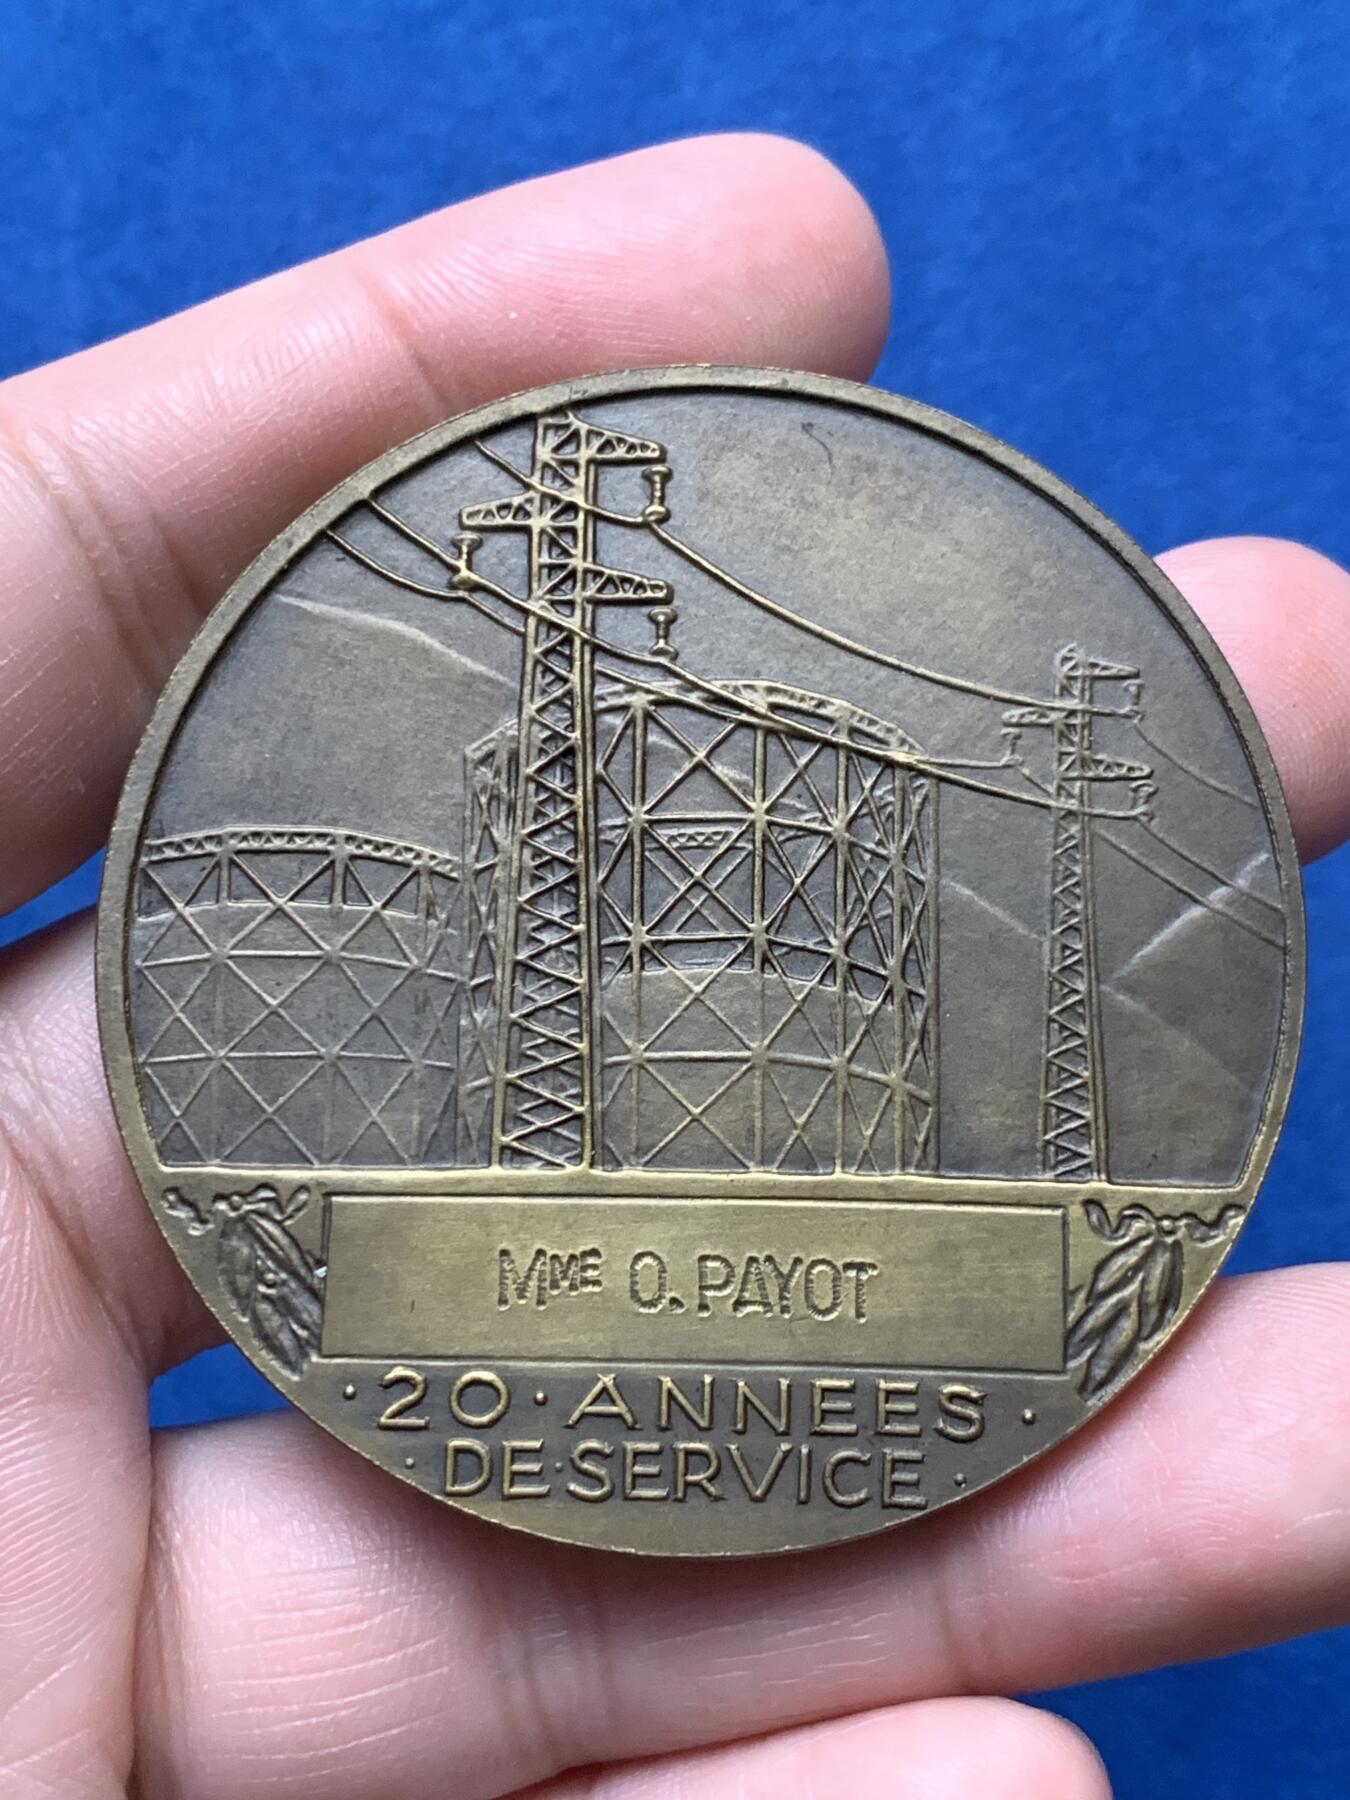 MME O. PAYOT
· 20 · ANNEES ·
· DE · SERVICE ·